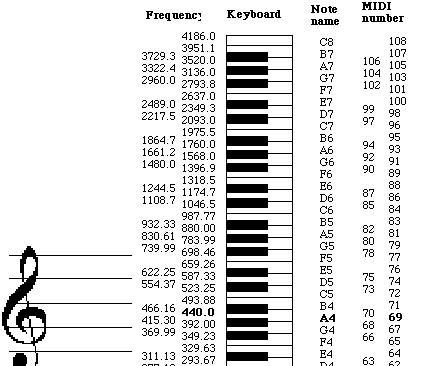 Frequency Keyboard Note name MIDI number
4186.0 C8 108
3951.1 B7 107
3729.3 106
3520.0 A7 105
3322.4 104
3136.0 G7 103
2960.0 102
2793.8 F7 101
2637.0 E7 100
2489.0 99
2349.3 D7 98
2217.5 97
2093.0 C7 96
1975.5 B6 95
1864.7 94
1760.0 A6 93
1661.2 92
1568.0 G6 91
1480.0 90
1396.9 F6 89
1318.5 E6 88
1244.5 87
1174.7 D6 86
1108.7 85
1046.5 C6 84
987.77 B5 83
932.33 82
880.00 A5 81
830.61 80
783.99 G5 79
739.99 78
698.46 F5 77
659.26 E5 76
622.25 75
587.33 D5 74
554.37 73
523.25 C5 72
493.88 B4 71
466.16 70
440.0 A4 69
415.30 68
392.00 G4 67
369.99 66
349.23 F4 65
329.63 E4 64
311.13 63
293.67 D4 62